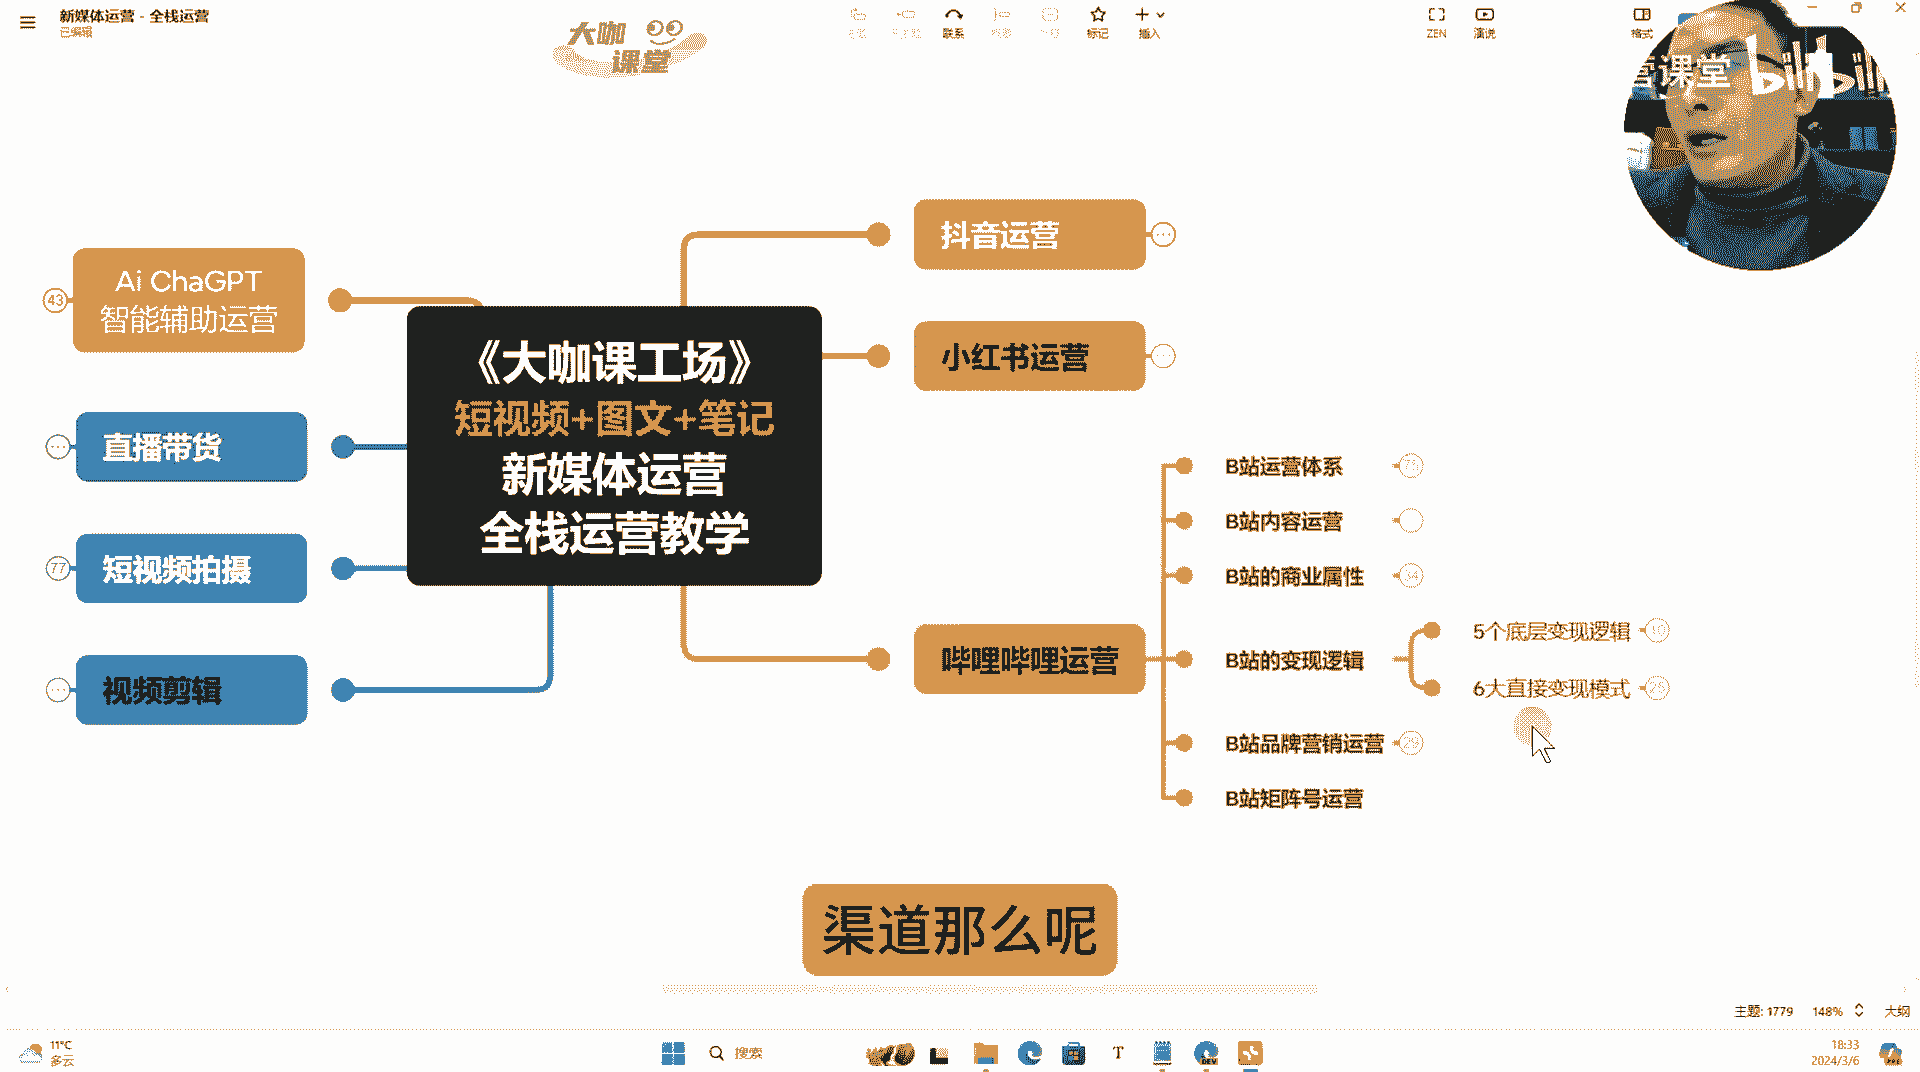 新媒体运营 - 全栈运营
已编辑
大咖
课堂
联系
标记
插入
ZEN
演说
格式
营课堂 bilibili
Ai ChaGPT
智能辅助运营
43
直播带货
短视频拍摄
77
视频剪辑
《大咖课工场》
短视频+图文+笔记
新媒体运营
全栈运营教学
抖音运营
小红书运营
哔哩哔哩运营
B站运营体系
B站内容运营
B站的商业属性
34
B站的变现逻辑
5个底层变现逻辑
10
6大直接变现模式
B站品牌营销运营
29
B站矩阵号运营
渠道那么呢
主题: 1779
148%
大纲
11°C
多云
搜索
DEV
18:33
2024/3/6